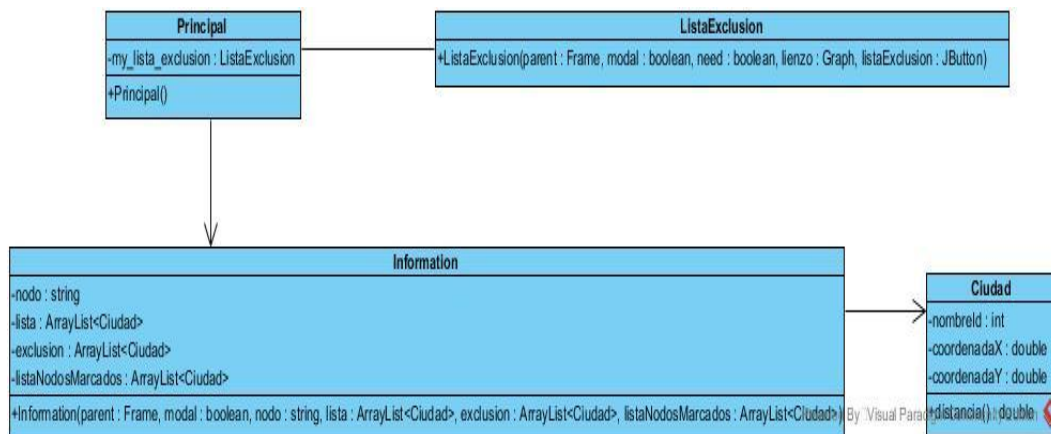 Principal
-my_lista_exclusion : ListaExclusion
+Principal()
ListaExclusion
+ListaExclusion(parent : Frame, modal : boolean, need : boolean, lienzo : Graph, listaExclusion : JButton)
Information
-nodo : string
-lista : ArrayList<Ciudad>
-exclusion : ArrayList<Ciudad>
-listaNodosMarcados : ArrayList<Ciudad>
+Information(parent : Frame, modal : boolean, nodo : string, lista : ArrayList<Ciudad>, exclusion : ArrayList<Ciudad>, listaNodosMarcados : ArrayList<Ciudad>)
Ciudad
-nombreId : int
-coordenadaX : double
-coordenadaY : double
+distancia() : double
By Visual